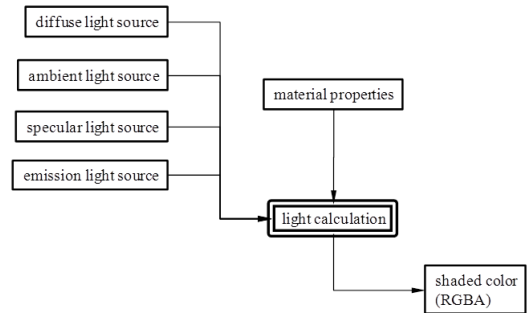 diffuse light source
ambient light source
material properties
specular light source
emission light source
light calculation
shaded color
(RGBA)